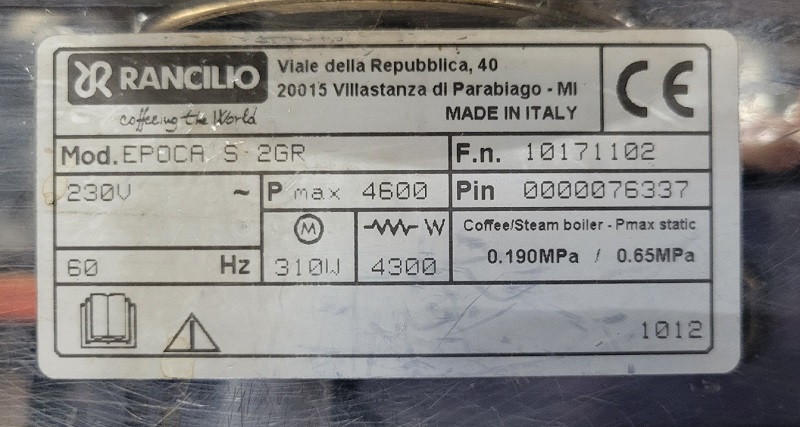 RANCILIO
coffeeing the World
Viale della Repubblica, 40
20015 Villastanza di Parabiago - MI
MADE IN ITALY
CE
Mod. EPOCA S-2GR
F.n. 10171102
230V ~
P max 4600
Pin 0000076337
M
W
Coffee/Steam boiler - Pmax static
60 Hz
310W
4300
0.190MPa / 0.65MPa
1012